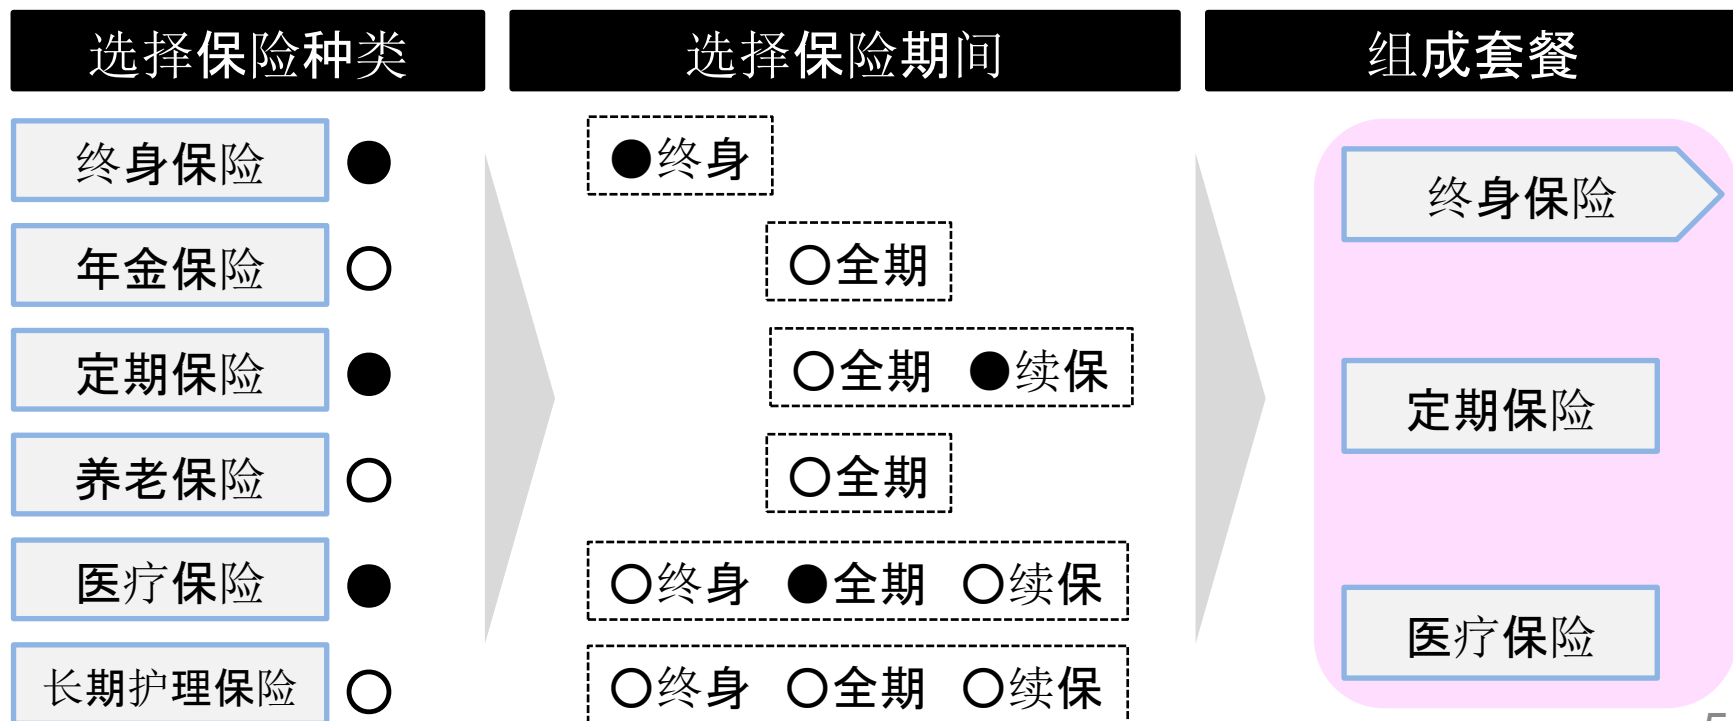 选择保险种类
选择保险期间
组成套餐
终身保险 ●
●终身
终身保险
年金保险 ○
○全期
定期保险 ●
○全期 ●续保
定期保险
养老保险 ○
○全期
医疗保险 ●
○终身 ●全期 ○续保
医疗保险
长期护理保险 ○
○终身 ○全期 ○续保